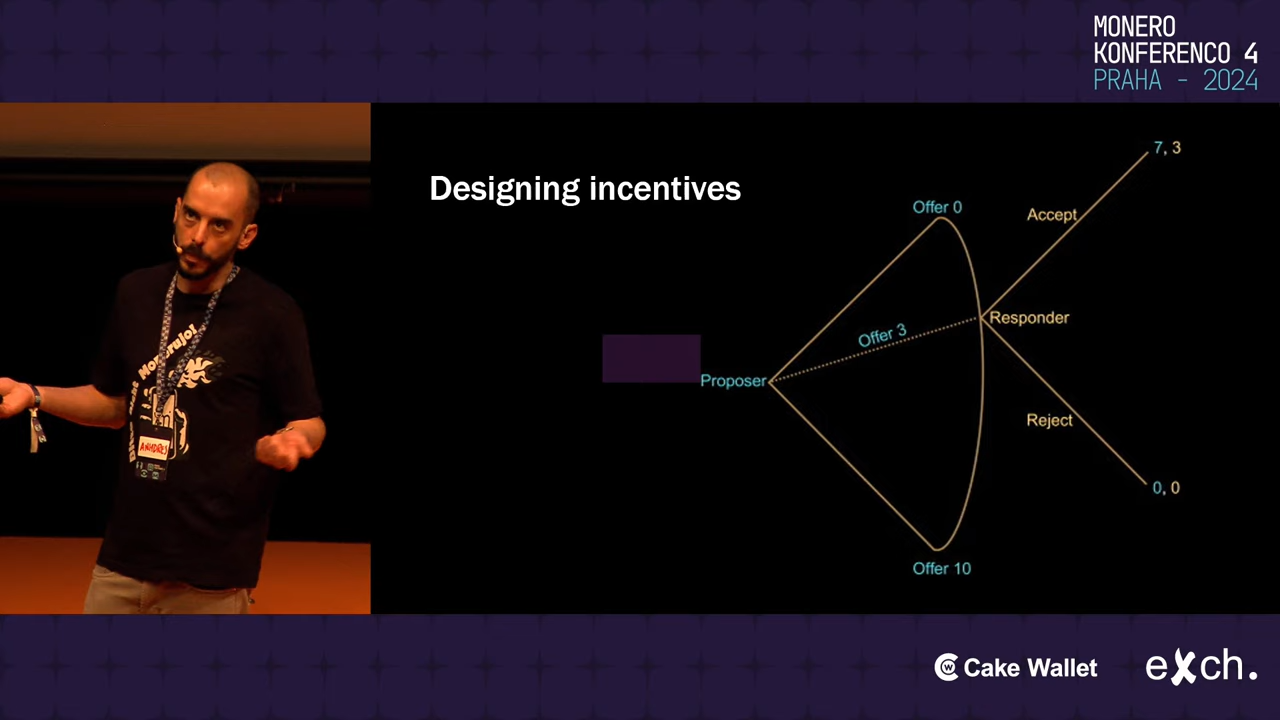 MONERO
KONFERENCO 4
PRAHA - 2024
Designing incentives
Offer 0
7, 3
Accept
Offer 3
Responder
Proposer
Reject
0, 0
Offer 10
ANHDRES
Cake Wallet
eXch.